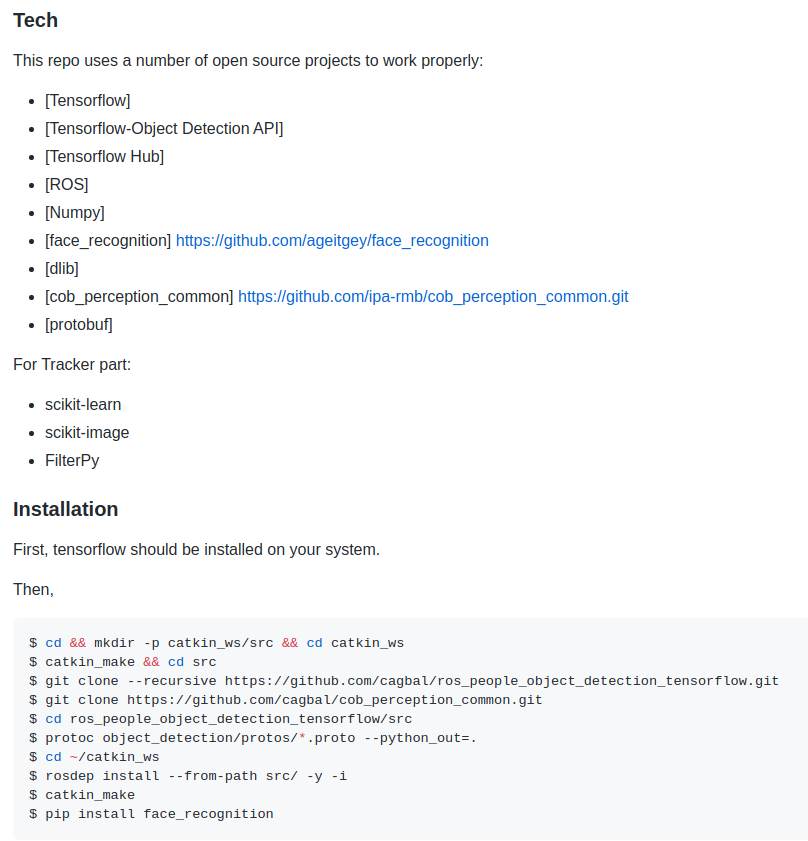 Tech
This repo uses a number of open source projects to work properly:
[Tensorflow]
[Tensorflow-Object Detection API]
[Tensorflow Hub]
[ROS]
[Numpy]
[face_recognition] https://github.com/ageitgey/face_recognition
[dlib]
[cob_perception_common] https://github.com/ipa-rmb/cob_perception_common.git
[protobuf]
For Tracker part:
scikit-learn
scikit-image
FilterPy
Installation
First, tensorflow should be installed on your system.
Then,
$ cd && mkdir -p catkin_ws/src && cd catkin_ws
$ catkin_make && cd src
$ git clone --recursive https://github.com/cagbal/ros_people_object_detection_tensorflow.git
$ git clone https://github.com/cagbal/cob_perception_common.git
$ cd ros_people_object_detection_tensorflow/src
$ protoc object_detection/protos/*.proto --python_out=.
$ cd ~/catkin_ws
$ rosdep install --from-path src/ -y -i
$ catkin_make
$ pip install face_recognition